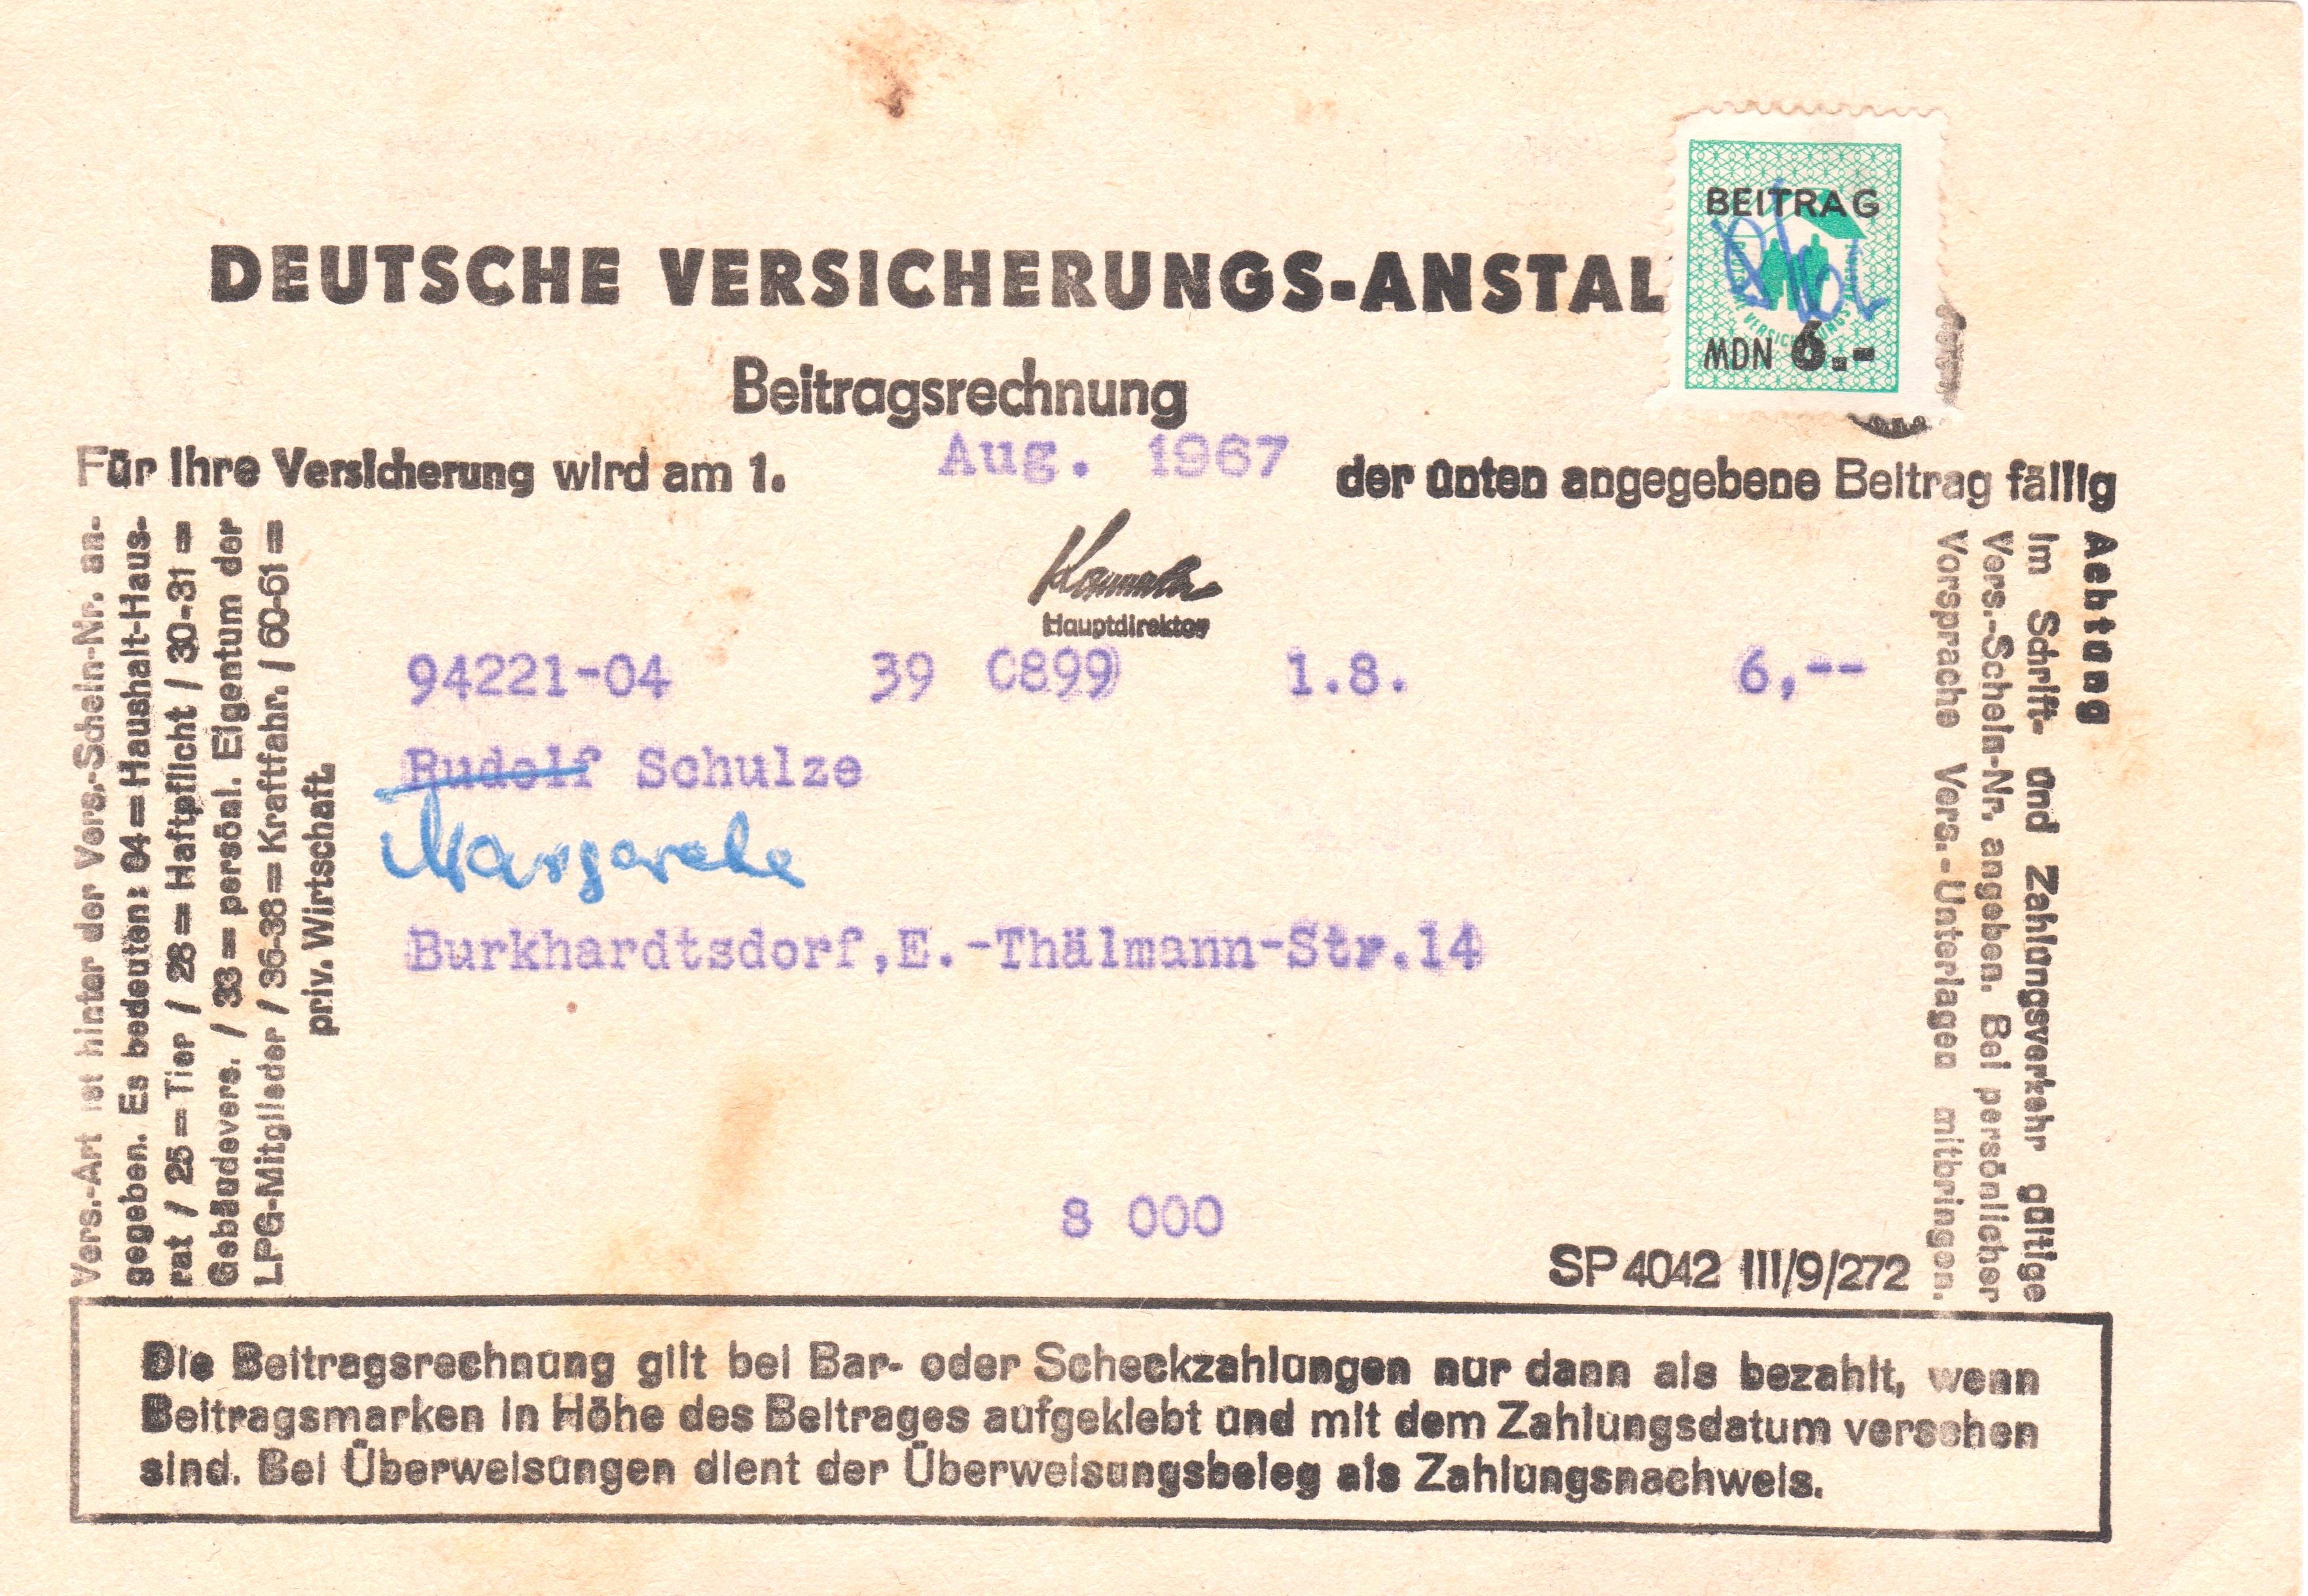 BEITRAG
MDN 6.-
DEUTSCHE VERSICHERUNGS-ANSTAL
Beitragsrechnung
Für Ihre Versicherung wird am 1. Aug. 1967 der unten angegebene Beitrag fällig
Hauptdirektor
94221-04 39 0899 1.8. 6,--
Rudolf Schulze
Margarete
Burkhardtsdorf,E.-Thälmann-Str.14
8 000
SP 4042 III/9/272
Vers.-Art ist hinter der Vers.-Schein-Nr. an-
gegeben. Es bedeuten: 04=Haushalt-Haus-
rat / 25=Tier / 28=Haftpflicht / 30-31 =
Gebäudevers. / 33= persönl. Eigentum der
LPG-Mitglieder / 36-38= Kraftfahr. / 60-61 =
priv. Wirtschaft.
Achtung
Im Schrift- und Zahlungsverkehr gültige
Vers.-Schein-Nr. angeben. Bei persönlicher
Vorsprache Vers.-Unterlagen mitbringen.
Die Beitragsrechnung gilt bei Bar- oder Scheckzahlungen nur dann als bezahlt, wenn
Beitragsmarken in Höhe des Beitrages aufgeklebt und mit dem Zahlungsdatum versehen
sind. Bei Überweisungen dient der Überweisungsbeleg als Zahlungsnachweis.